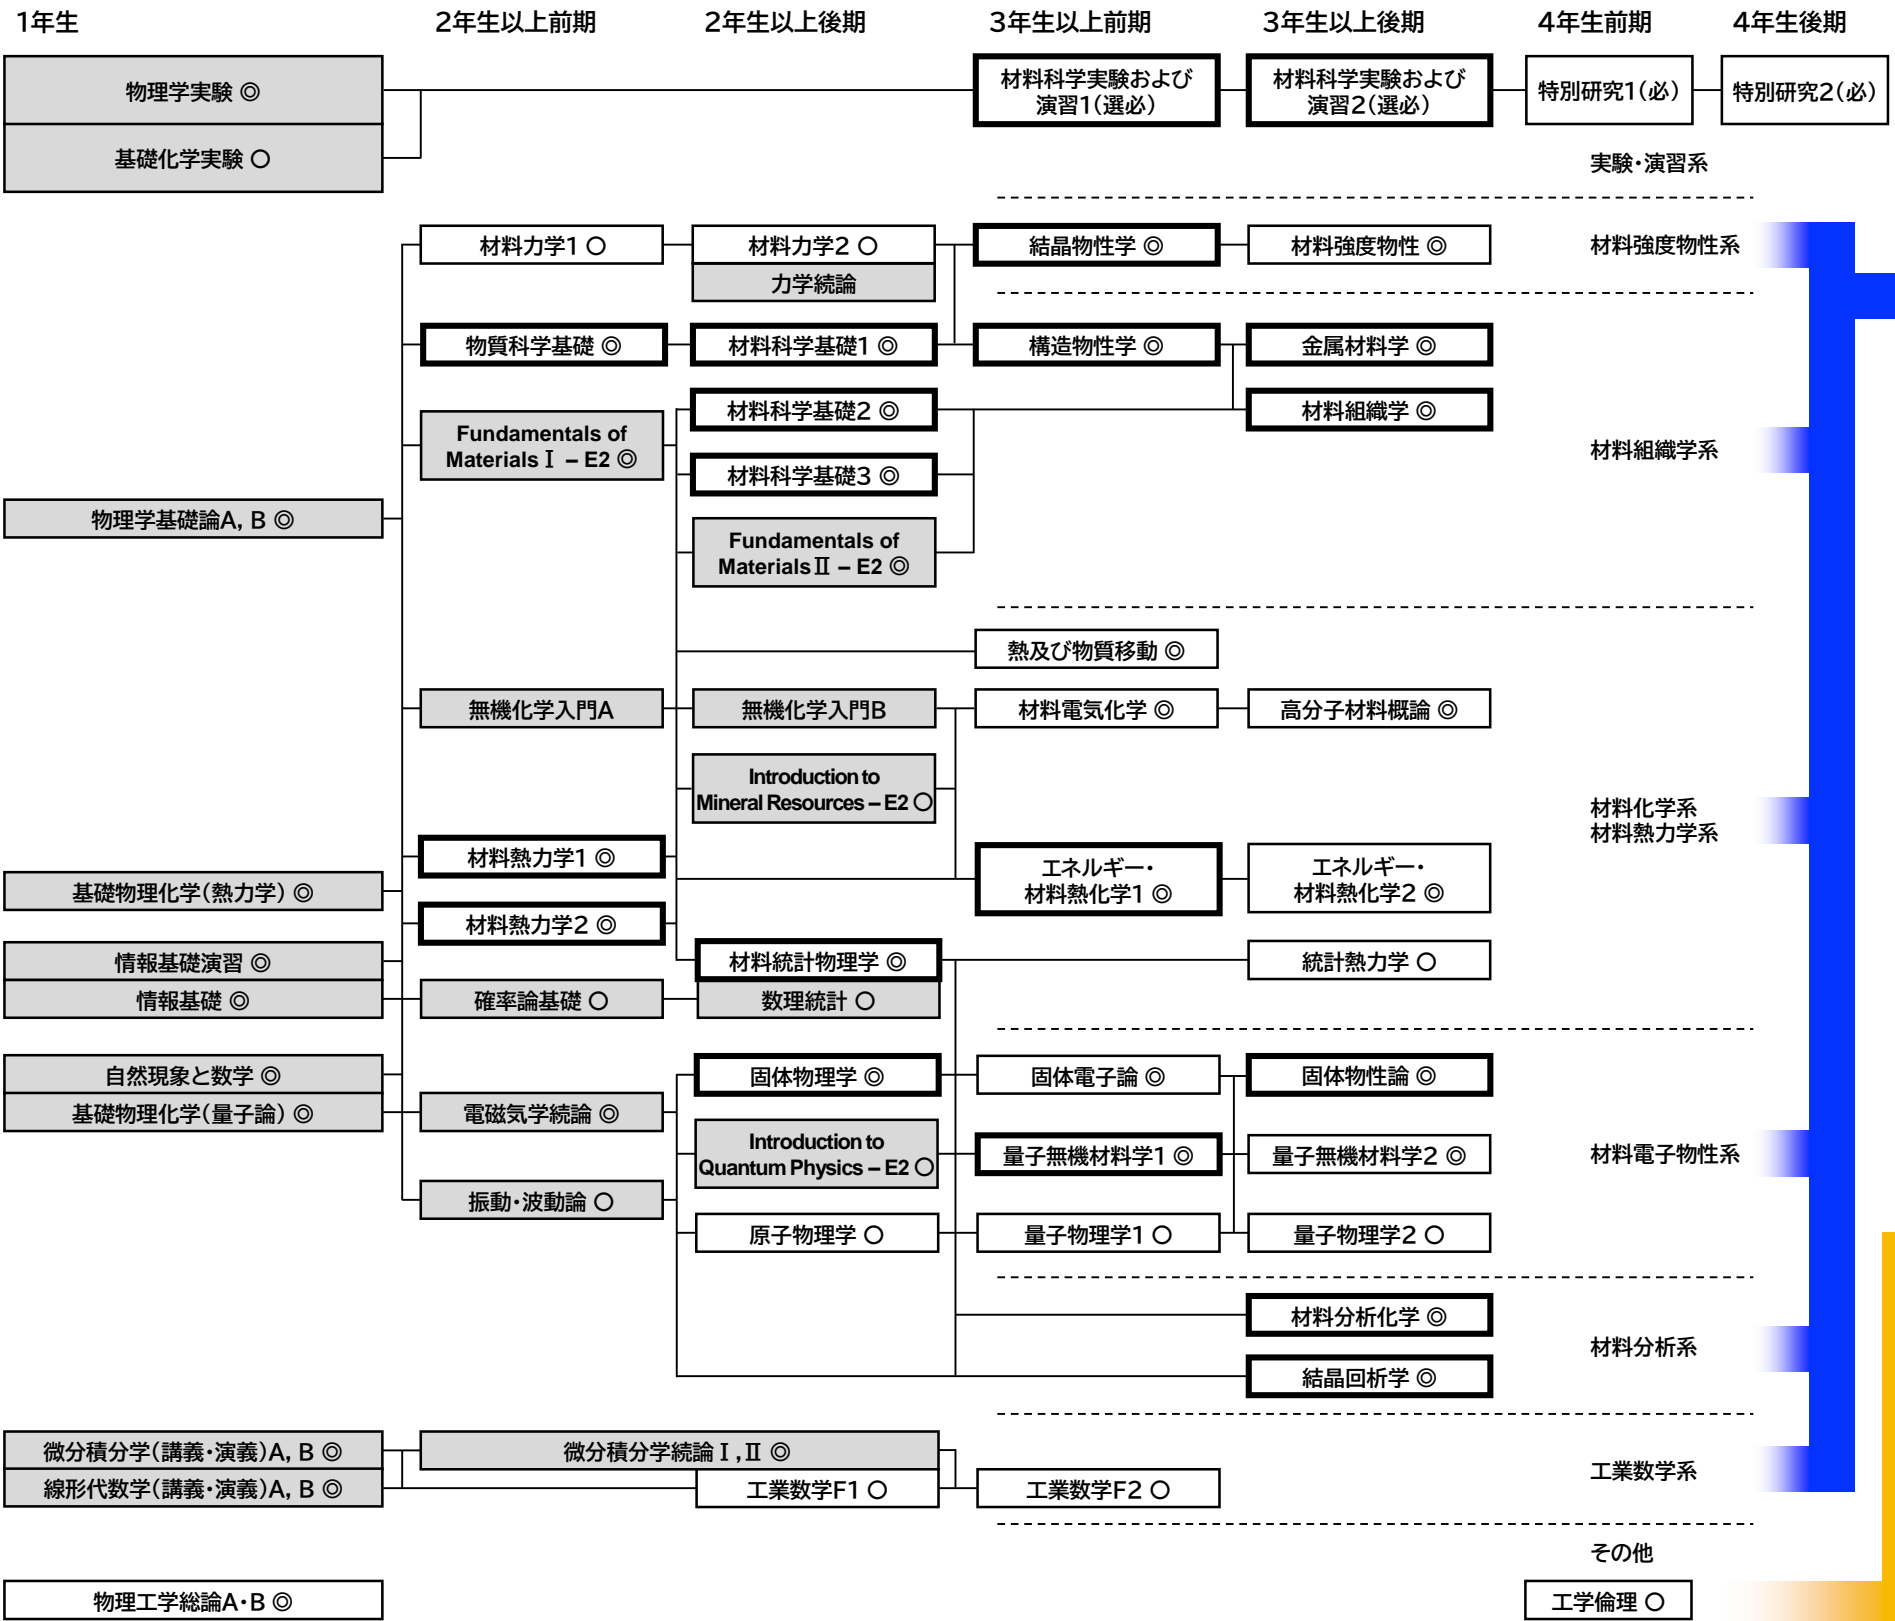 1年生
2年生以上前期
2年生以上後期
3年生以上前期
3年生以上後期
4年生前期
4年生後期
物理学実験 ◎
材料科学実験および
演習1(選必)
材料科学実験および
演習2(選必)
特別研究1(必)
特別研究2(必)
基礎化学実験 ○
実験・演習系
材料力学1 ○
材料力学2 ○
結晶物性学 ◎
材料強度物性 ◎
材料強度物性系
力学続論
物質科学基礎 ◎
材料科学基礎1 ◎
構造物性学 ◎
金属材料学 ◎
材料科学基礎2 ◎
材料組織学 ◎
Fundamentals of
Materials Ⅰ – E2 ◎
材料組織学系
材料科学基礎3 ◎
物理学基礎論A, B ◎
Fundamentals of
Materials Ⅱ – E2 ◎
熱及び物質移動 ◎
無機化学入門A
無機化学入門B
材料電気化学 ◎
高分子材料概論 ◎
Introduction to
Mineral Resources – E2 ○
材料化学系
材料熱力学系
材料熱力学1 ◎
エネルギー・
材料熱化学1 ◎
エネルギー・
材料熱化学2 ◎
基礎物理化学(熱力学) ◎
材料熱力学2 ◎
情報基礎演習 ◎
材料統計物理学 ◎
統計熱力学 ○
情報基礎 ◎
確率論基礎 ○
数理統計 ○
自然現象と数学 ◎
固体物理学 ◎
固体電子論 ◎
固体物性論 ◎
基礎物理化学(量子論) ◎
電磁気学続論 ◎
Introduction to
Quantum Physics – E2 ○
量子無機材料学1 ◎
量子無機材料学2 ◎
材料電子物性系
振動・波動論 ○
原子物理学 ○
量子物理学1 ○
量子物理学2 ○
材料分析化学 ◎
材料分析系
結晶回析学 ◎
微分積分学(講義・演義)A, B ◎
微分積分学続論 Ⅰ,Ⅱ ◎
工業数学系
線形代数学(講義・演義)A, B ◎
工業数学F1 ○
工業数学F2 ○
その他
物理工学総論A・B ◎
工学倫理 ○